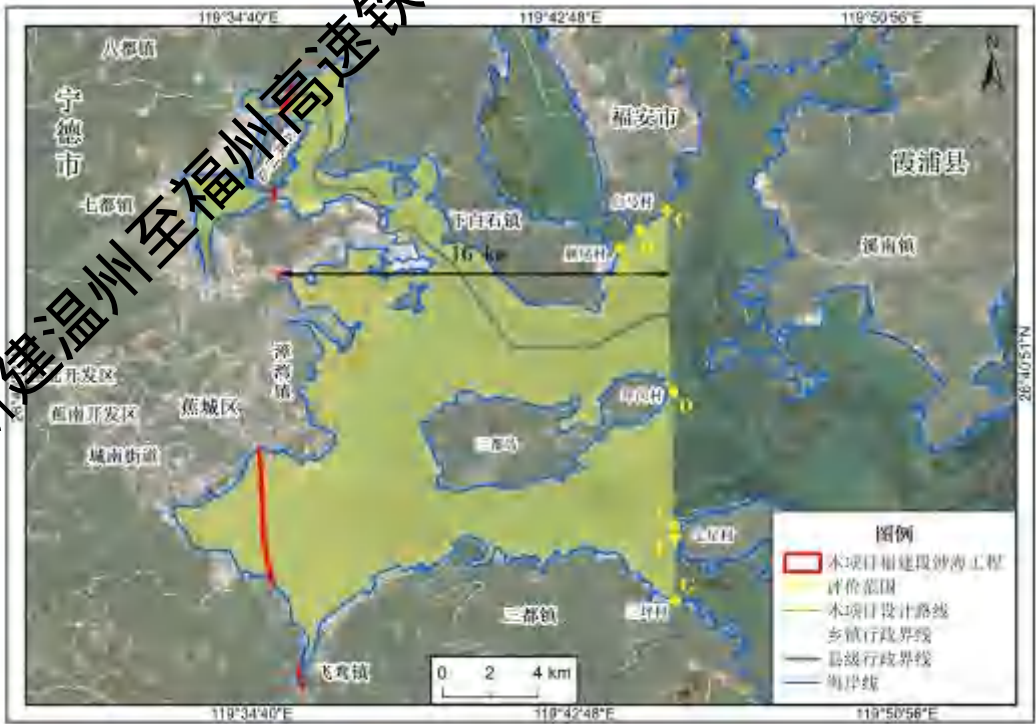 119°34'40"E
119°42'48"E
119°50'56"E
八都镇
N
宁德市
福安市
霞浦县
七都镇
下白石镇
溪南镇
16 km
建温州至福州高速铁
漳湾镇
北开发区
蕉南开发区
蕉城区
城南街道
三都岛
26°40'51"N
图例
本项目福建段涉海工程
评价范围
本项目设计路线
乡镇行政界线
县级行政界线
海岸线
三都镇
飞鸾镇
三坪村
0 2 4 km
119°34'40"E
119°42'48"E
119°50'56"E